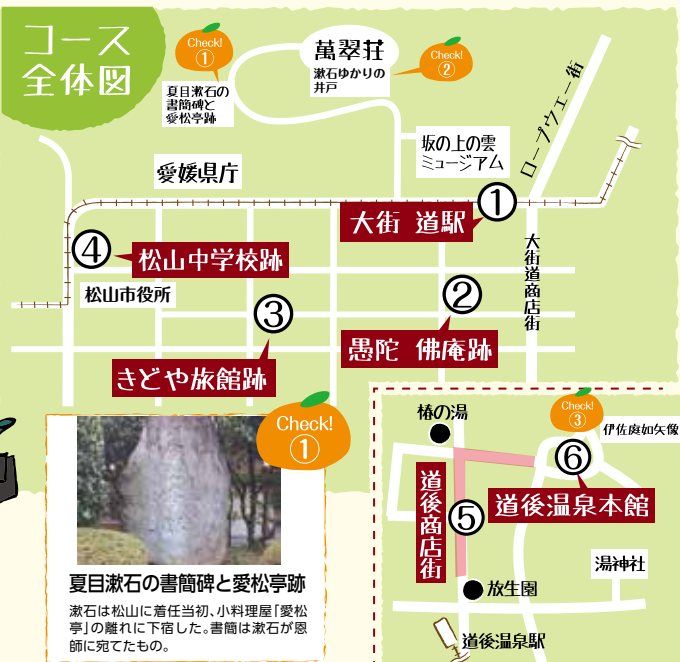 コース
全体図
Check!
①
夏目漱石の
書簡碑と
愛松亭跡
萬翠荘
漱石ゆかりの
井戸
Check!
②
坂の上の雲
ミュージアム
ロープウェー街
愛媛県庁
①
大街 道駅
④
松山中学校跡
松山市役所
大街道商店街
②
愚陀 佛庵跡
③
きどや旅館跡
Check!
①
夏目漱石の書簡碑と愛松亭跡
漱石は松山に着任当初、小料理屋「愛松
亭」の離れに下宿した。書簡は漱石が恩
師に宛てたもの。
椿の湯
Check!
③
伊佐庭如矢像
⑥
道後温泉本館
道後商店街
⑤
湯神社
放生園
道後温泉駅